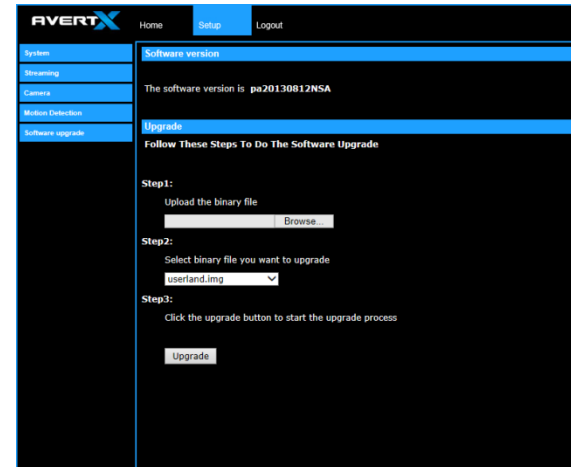 AVERTX
Home Setup Logout
System
Streaming
Camera
Motion Detection
Software upgrade
Software version
The software version is pa20130812NSA
Upgrade
Follow These Steps To Do The Software Upgrade
Step1:
Upload the binary file
Browse...
Step2:
Select binary file you want to upgrade
userland.img
Step3:
Click the upgrade button to start the upgrade process
Upgrade